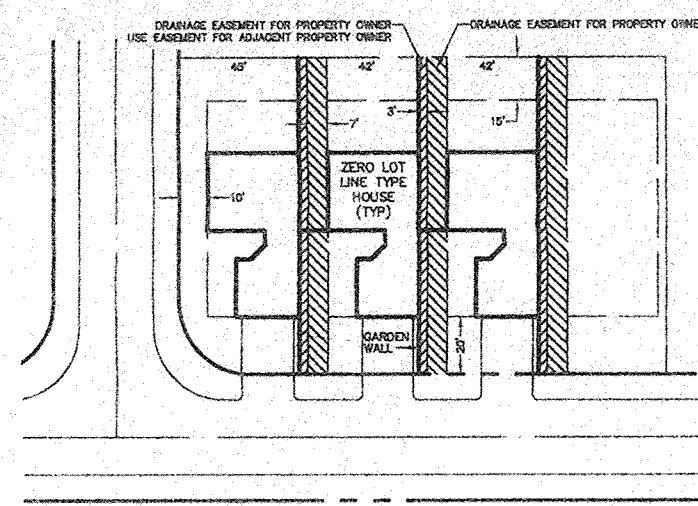 DRAINAGE EASEMENT FOR PROPERTY OWNER
USE EASEMENT FOR ADJACENT PROPERTY OWNER
DRAINAGE EASEMENT FOR PROPERTY OWNE
45'
42'
42'
3'
7'
15'
ZERO LOT
LINE TYPE
HOUSE
(TYP)
10'
GARDEN
WALL
20'